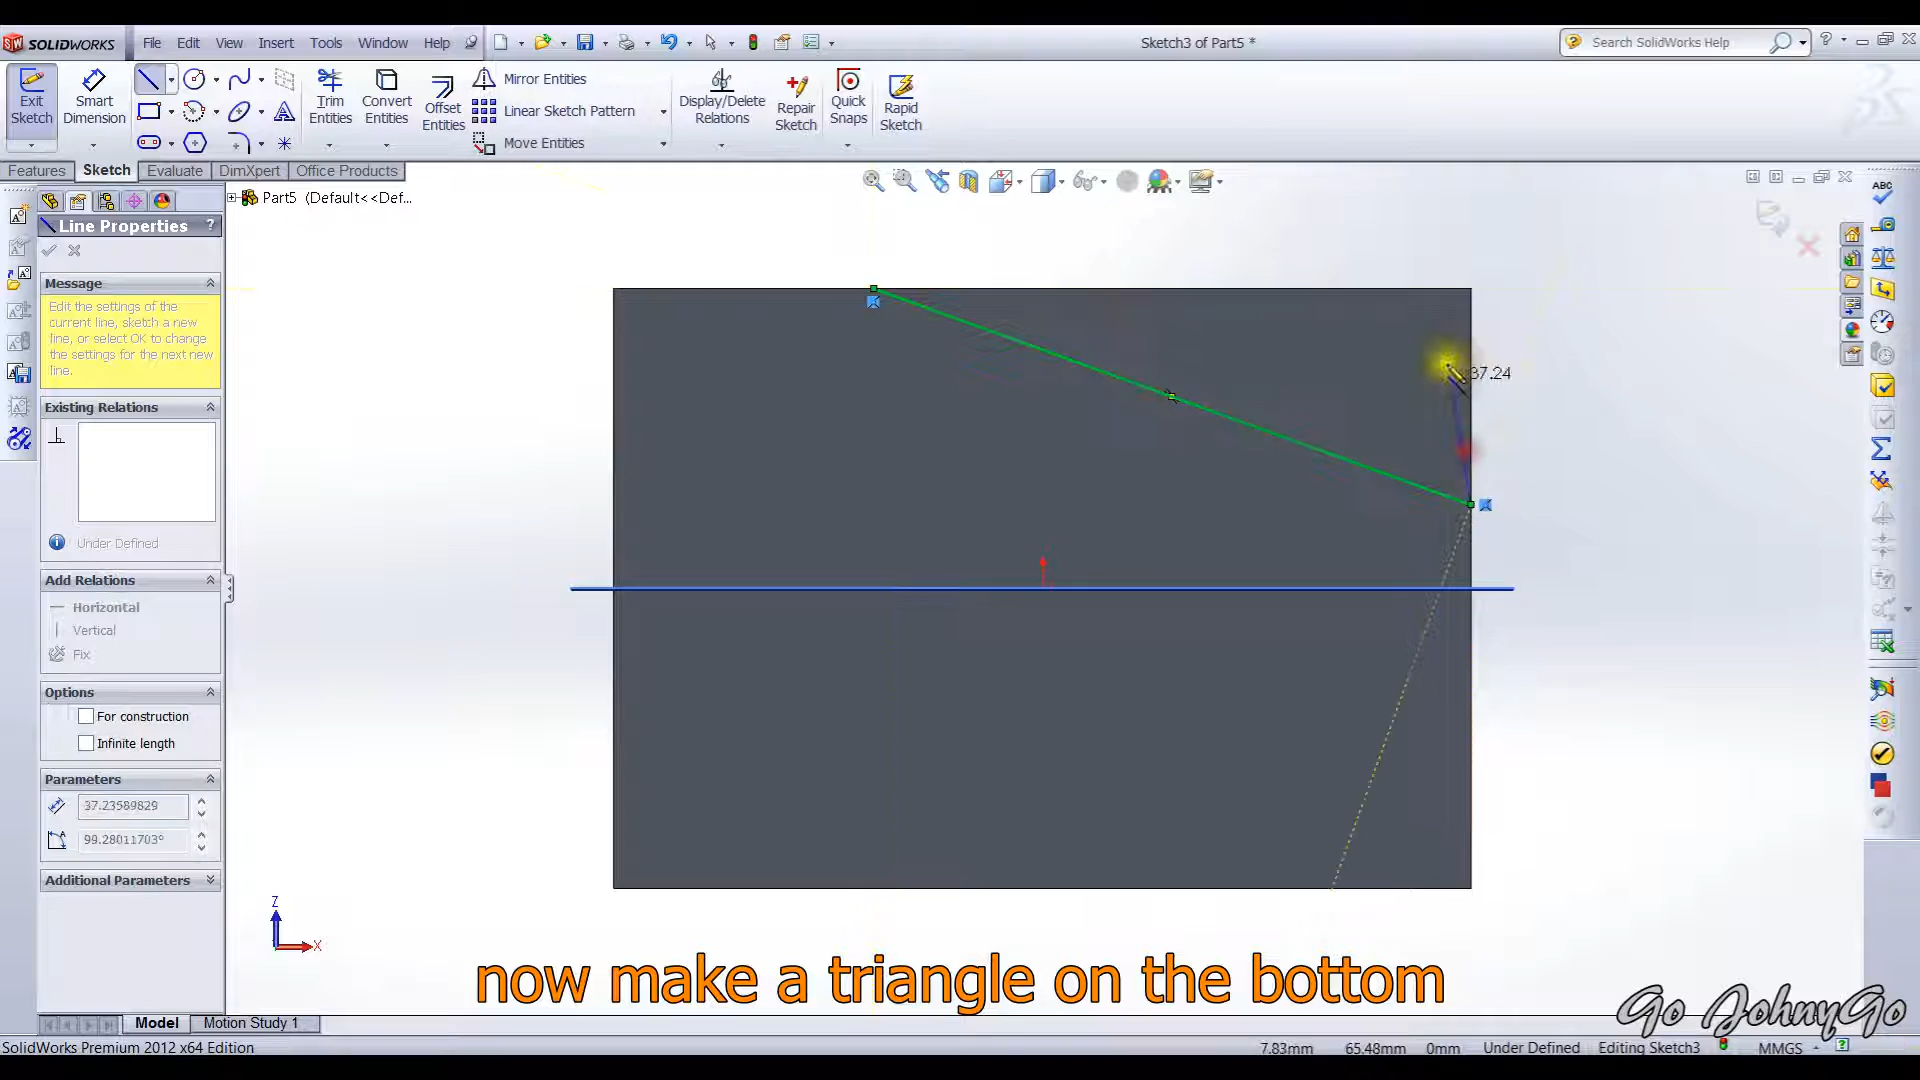 SOLIDWORKS File Edit View Insert Tools Window Help Sketch3 of Part5 * Search SolidWorks Help
Exit Sketch
Smart Dimension
Trim Entities
Convert Entities
Offset Entities
Mirror Entities
Linear Sketch Pattern
Move Entities
Display/Delete Relations
Repair Sketch
Quick Snaps
Rapid Sketch
Features Sketch Evaluate DimXpert Office Products
Part5 (Default<<Def...
Line Properties ?
Message
Edit the settings of the
current line, sketch a new
line, or select OK to change
the settings for the next new
line.
Existing Relations
Under Defined
Add Relations
Horizontal
Vertical
Fix
Options
For construction
Infinite length
Parameters
37.23589829
99.28011703°
Additional Parameters
37.24
ABC
Z
X
now make a triangle on the bottom
Go JohnyGo
Model Motion Study 1
SolidWorks Premium 2012 x64 Edition 7.83mm 65.48mm 0mm Under Defined Editing Sketch3 MMGS